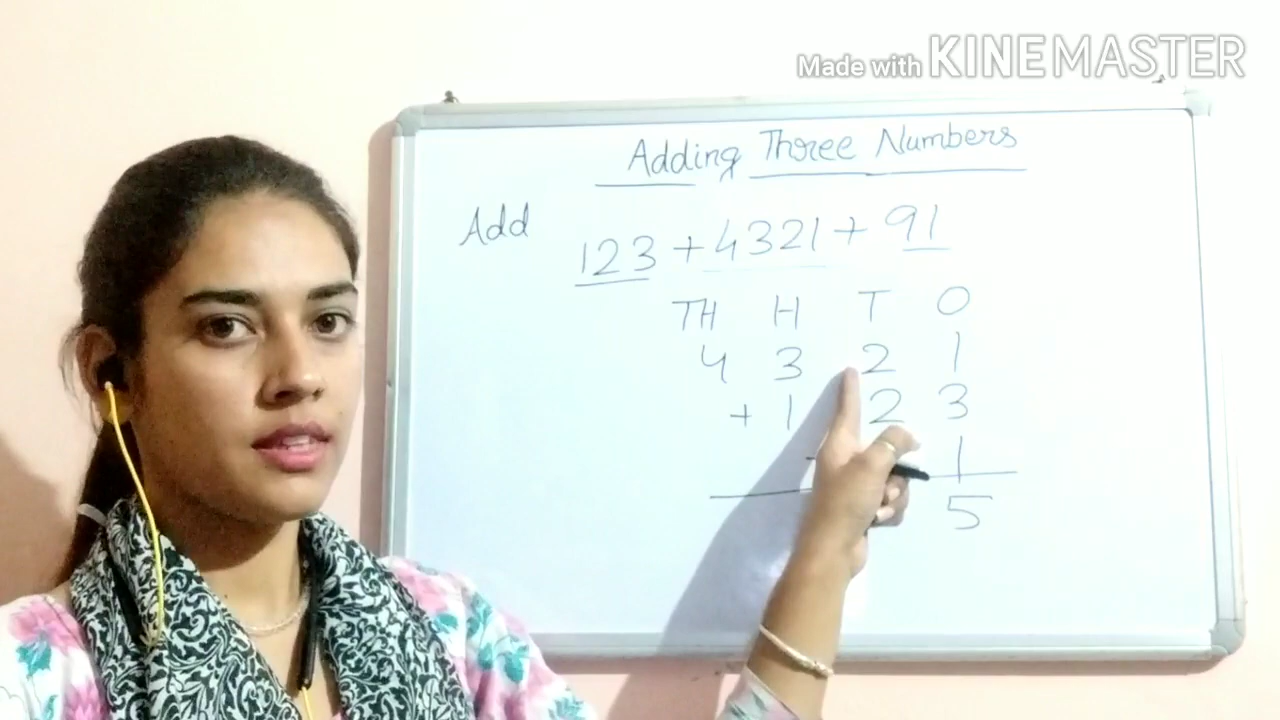 Made with KINEMASTER
Adding Three Numbers
Add 123 + 4321 + 91
TH H T O
4 3 2 1
+ 1 2 3
1
5